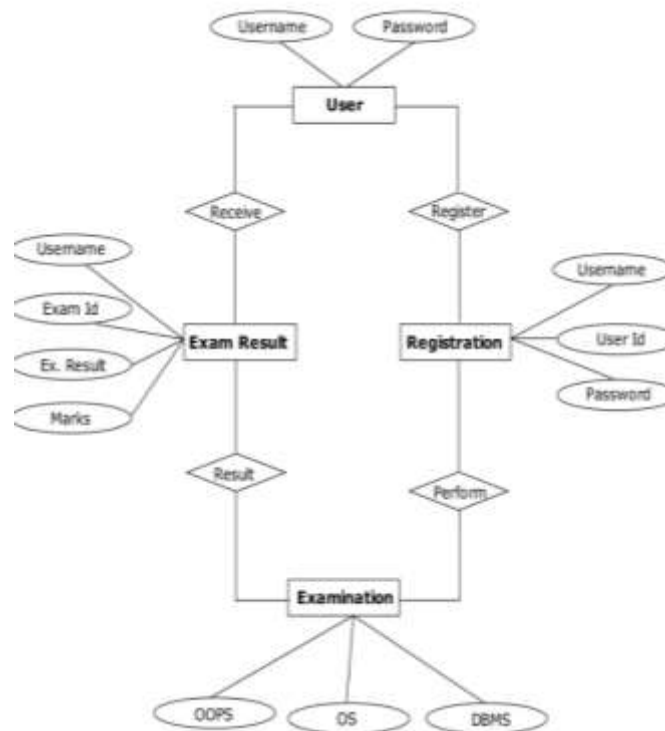 Username
Password
User
Receive
Register
Username
Exam Id
Ex. Result
Marks
Exam Result
Registration
Username
User Id
Password
Result
Perform
Examination
OOPS
OS
DBMS